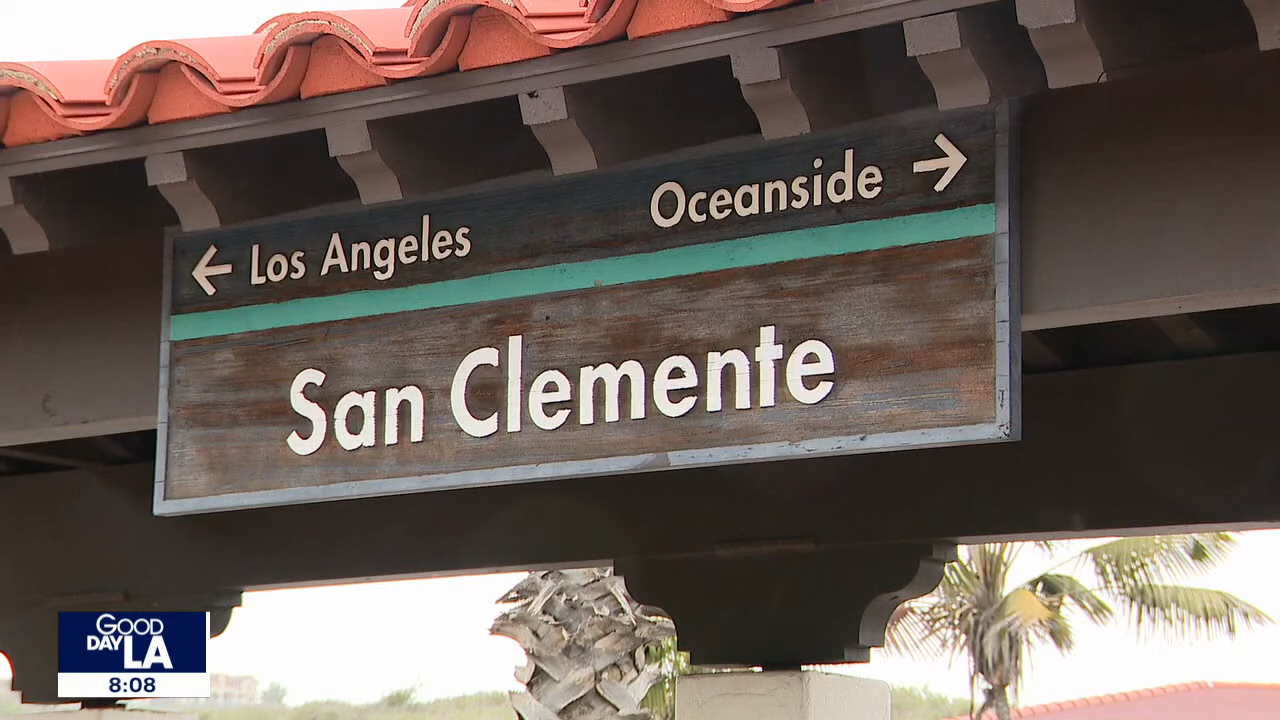 ← Los Angeles
Oceanside →
San Clemente
GOOD
DAY LA
8:08